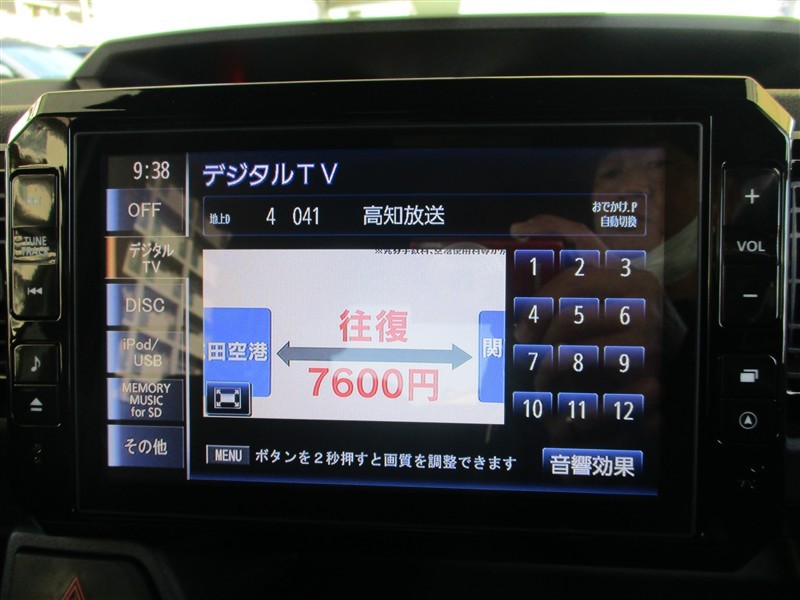 9:38
デジタルTV
OFF
地上D 4 041 高知放送
おでかけ.P
自動切換
デジタル
TV
DISC
iPod/
USB
MEMORY
MUSIC
for SD
その他
田空港
往復
7600円
関
1 2 3
4 5 6
7 8 9
10 11 12
MENU ボタンを2秒押すと画質を調整できます
音響効果
TUNE
TRACK
+
VOL
−